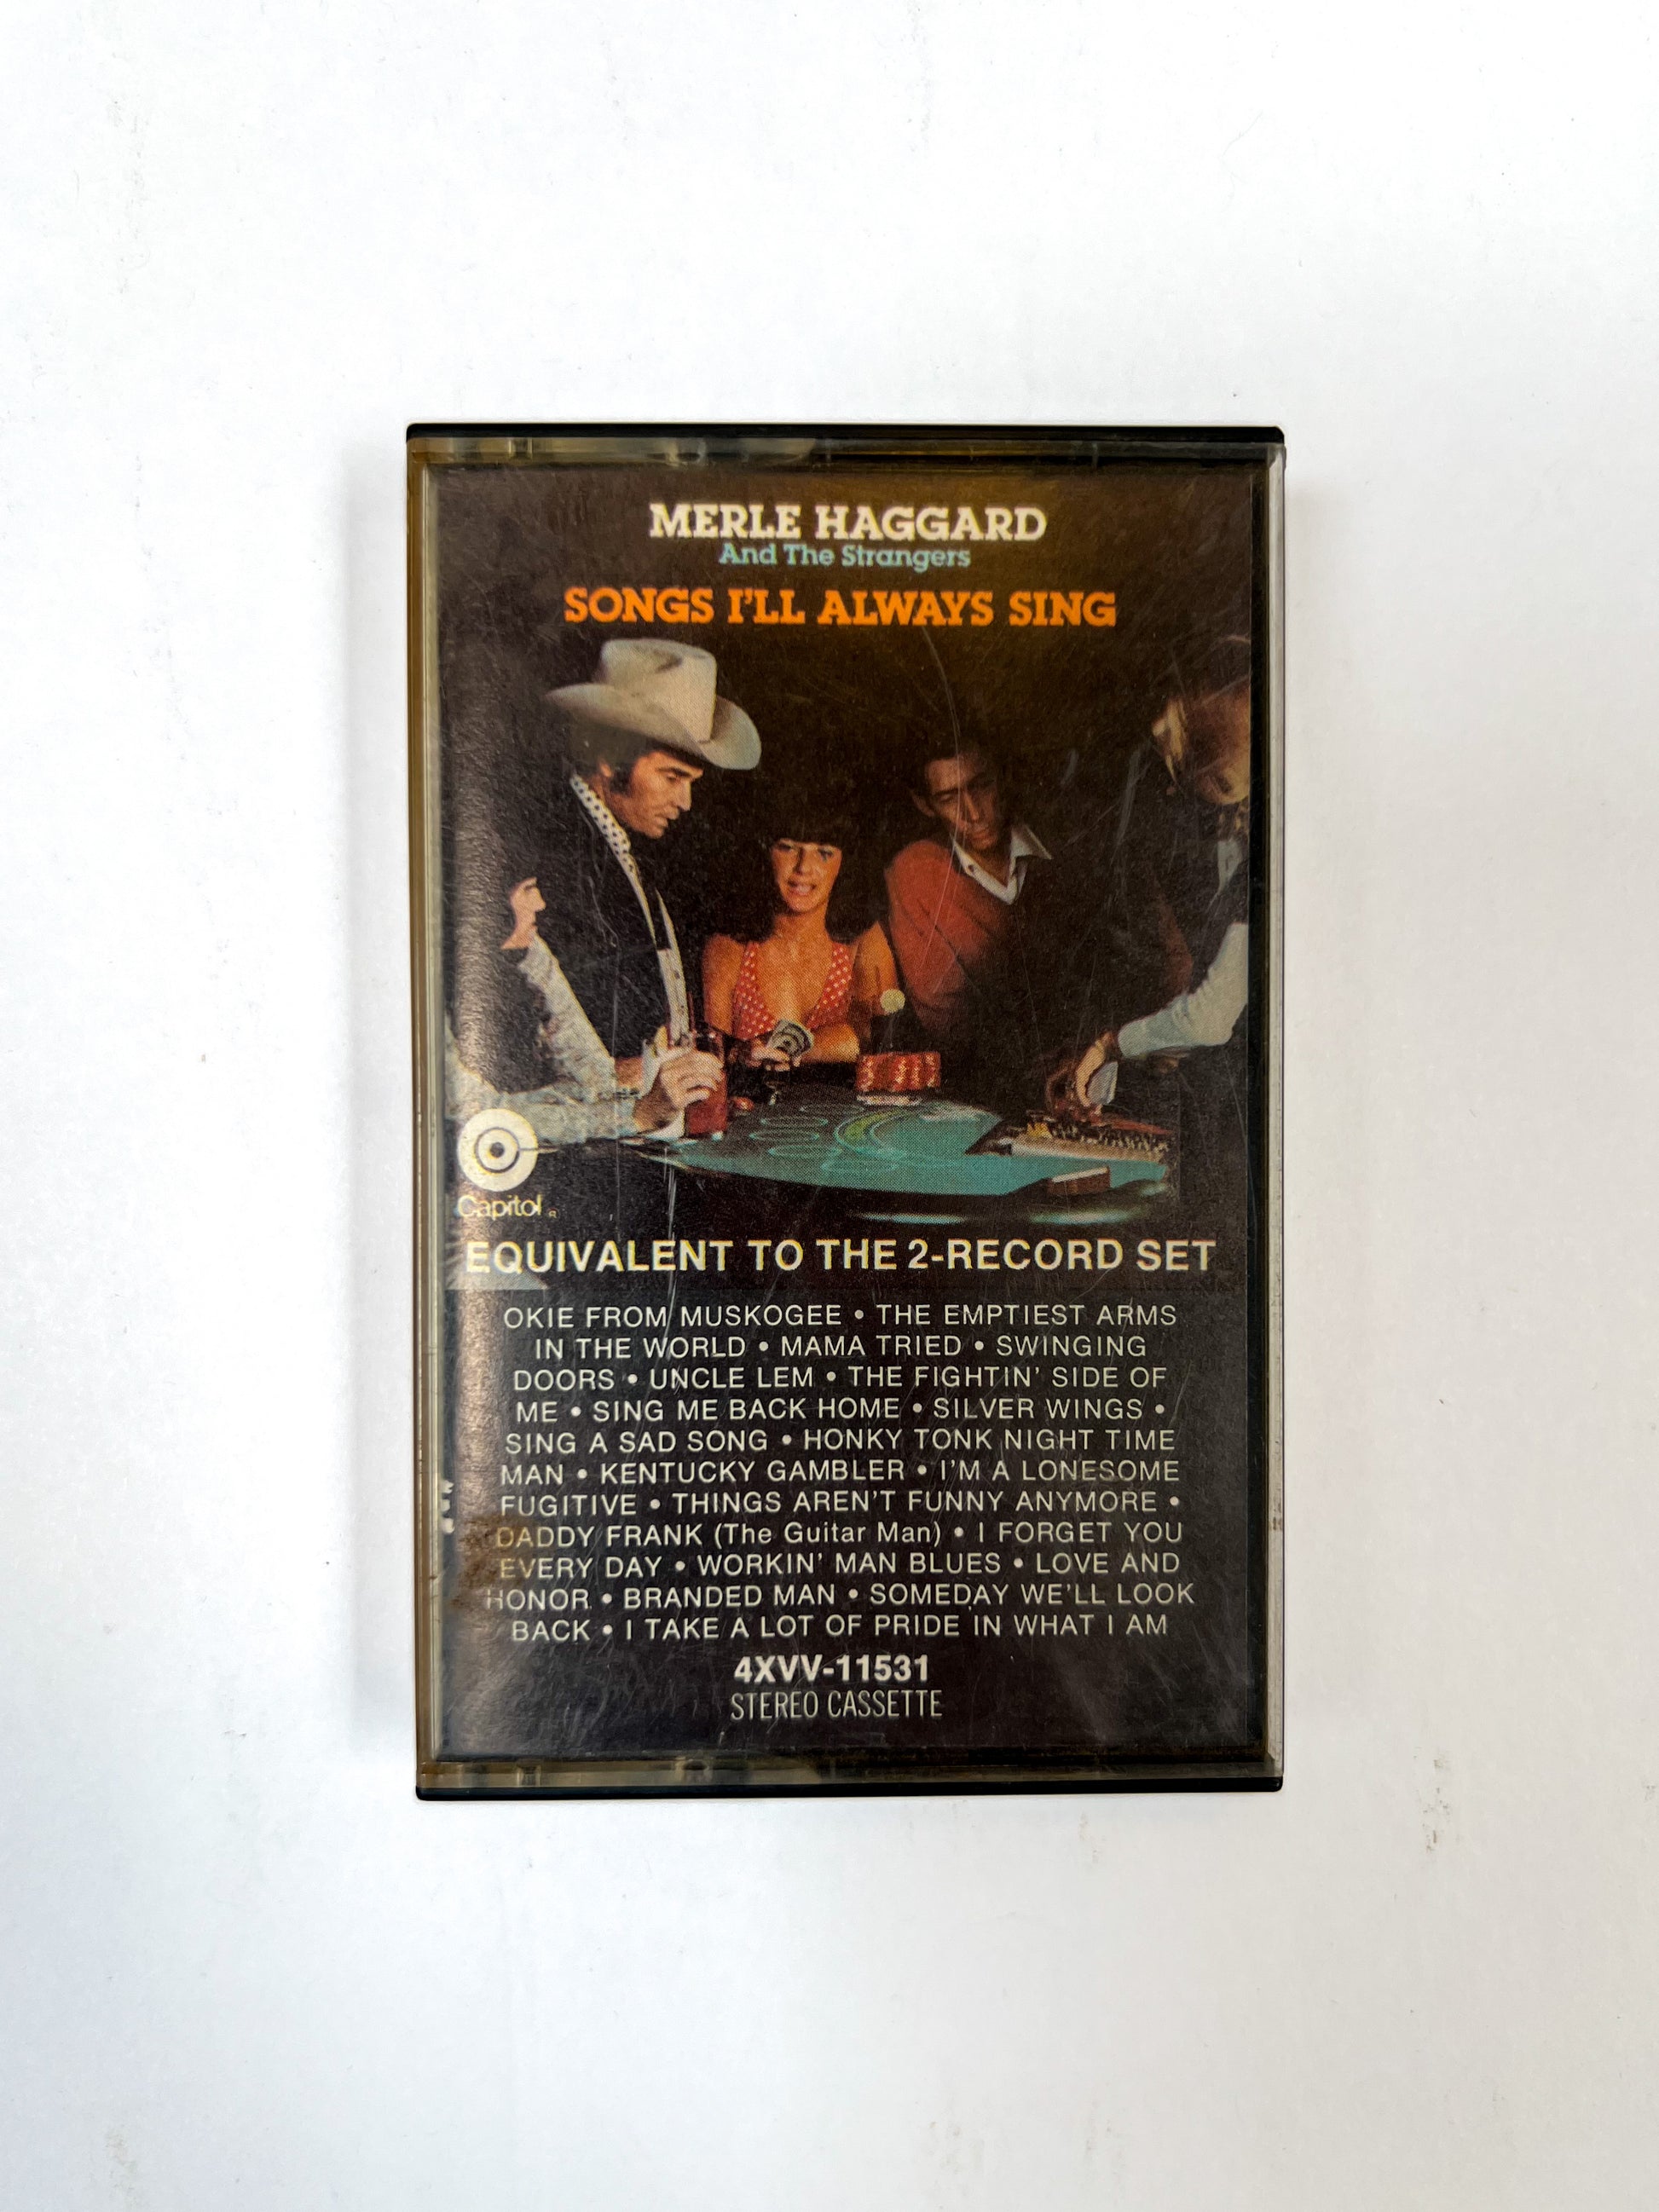 MERLE HAGGARD
And The Strangers
SONGS I'LL ALWAYS SING
Capitol
EQUIVALENT TO THE 2-RECORD SET
OKIE FROM MUSKOGEE • THE EMPTIEST ARMS
IN THE WORLD • MAMA TRIED • SWINGING
DOORS • UNCLE LEM • THE FIGHTIN' SIDE OF
ME • SING ME BACK HOME • SILVER WINGS •
SING A SAD SONG • HONKY TONK NIGHT TIME
MAN • KENTUCKY GAMBLER • I'M A LONESOME
FUGITIVE • THINGS AREN'T FUNNY ANYMORE •
DADDY FRANK (The Guitar Man) • I FORGET YOU
EVERY DAY • WORKIN' MAN BLUES • LOVE AND
HONOR • BRANDED MAN • SOMEDAY WE'LL LOOK
BACK • I TAKE A LOT OF PRIDE IN WHAT I AM
4XVV-11531
STEREO CASSETTE